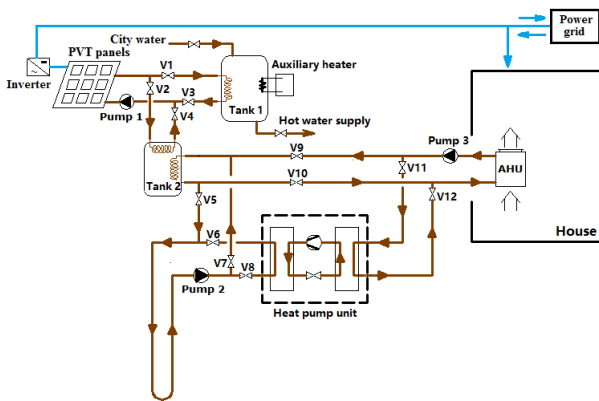 Power
grid
City water
PVT panels
Inverter
V1
V2
V3
V4
Pump 1
Tank 1
Auxiliary heater
Hot water supply
Tank 2
V9
V10
Pump 3
V11
V12
AHU
House
V5
V6
V7
V8
Pump 2
Heat pump unit